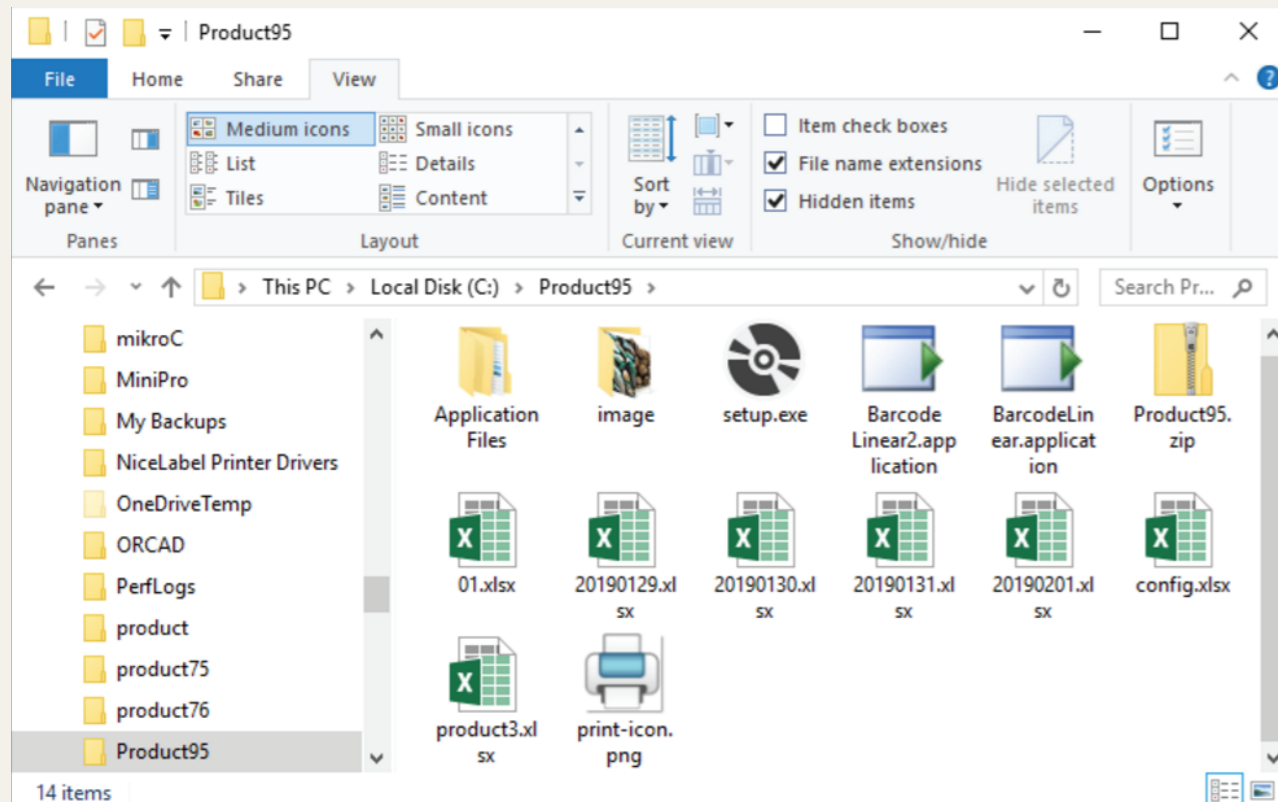 Product95
File Home Share View
Medium icons Small icons
List Details
Tiles Content
Navigation
pane
Panes
Layout
Sort
by
Current view
Item check boxes
File name extensions
Hidden items
Hide selected
items
Show/hide
Options
This PC > Local Disk (C:) > Product95 >
Search Pr...
mikroC
MiniPro
My Backups
NiceLabel Printer Drivers
OneDriveTemp
ORCAD
PerfLogs
product
product75
product76
Product95
Application
Files
image
setup.exe
Barcode
Linear2.app
lication
BarcodeLin
ear.applicat
ion
Product95.
zip
01.xlsx
20190129.xl
sx
20190130.xl
sx
20190131.xl
sx
20190201.xl
sx
config.xlsx
product3.xl
sx
print-icon.
png
14 items